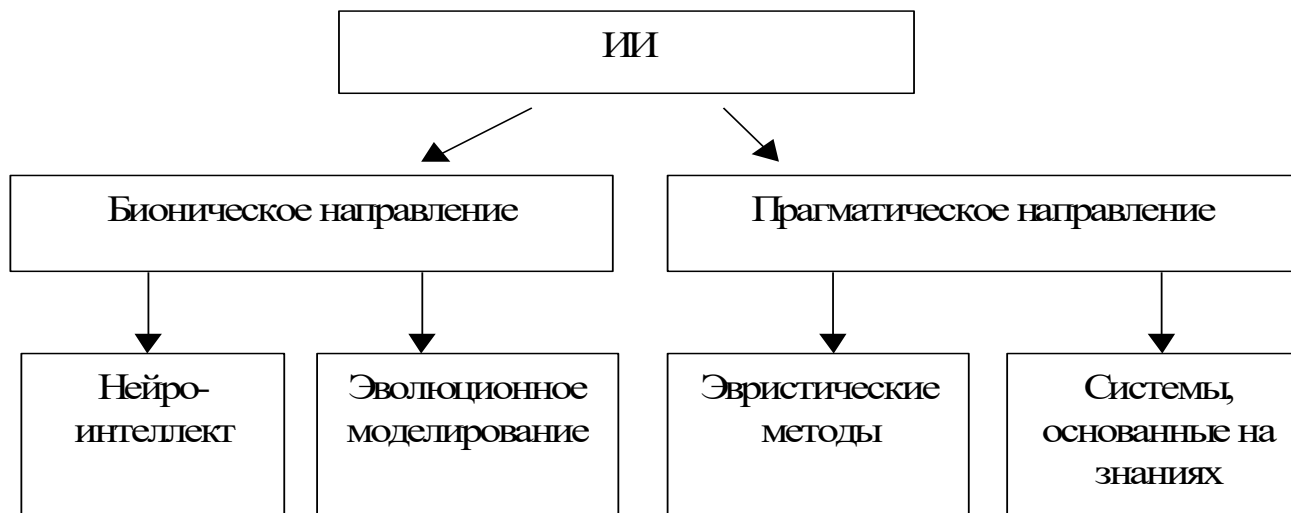 ИИ
Бионическое направление
Прагматическое направление
Нейро-
интеллект
Эволюционное
моделирование
Эвристические
методы
Системы,
основанные на
знаниях